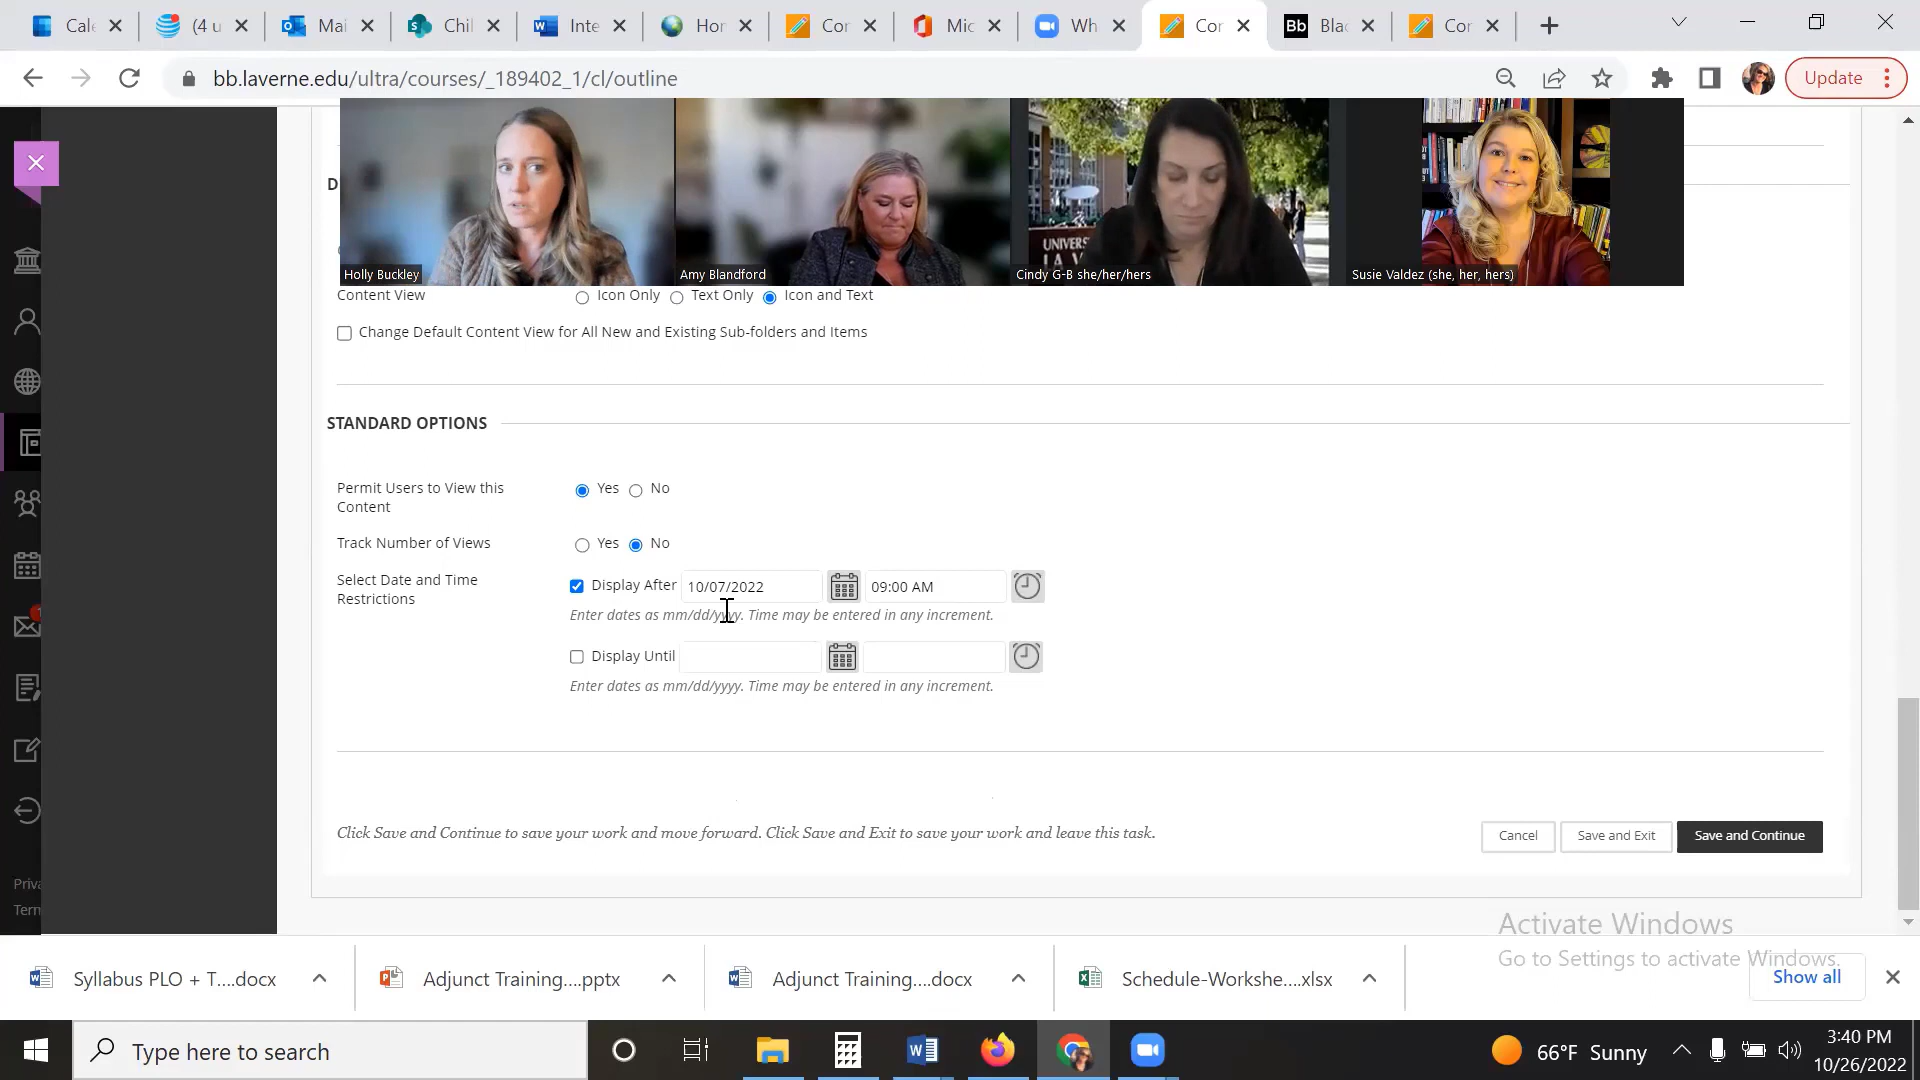 Cale
(4 u
Mai
Chil
Inte
Hor
Cor
Mic
Wh
Cor
Bb
Blac
Cor
bb.laverne.edu/ultra/courses/_189402_1/cl/outline
Update
Holly Buckley
Amy Blandford
UNIVERSI
LA V
Cindy G-B she/her/hers
Susie Valdez (she, her, hers)
D
Content View
Icon Only
Text Only
Icon and Text
Change Default Content View for All New and Existing Sub-folders and Items
STANDARD OPTIONS
Permit Users to View this
Content
Yes
No
Track Number of Views
Yes
No
Select Date and Time
Restrictions
Display After
10/07/2022
09:00 AM
Enter dates as mm/dd/yyyy. Time may be entered in any increment.
Display Until
Enter dates as mm/dd/yyyy. Time may be entered in any increment.
Click Save and Continue to save your work and move forward. Click Save and Exit to save your work and leave this task.
Cancel
Save and Exit
Save and Continue
Priva
Term
Activate Windows
Go to Settings to activate Windows.
Syllabus PLO + T....docx
Adjunct Training....pptx
Adjunct Training....docx
Schedule-Workshe....xlsx
Show all
Type here to search
66°F Sunny
3:40 PM
10/26/2022